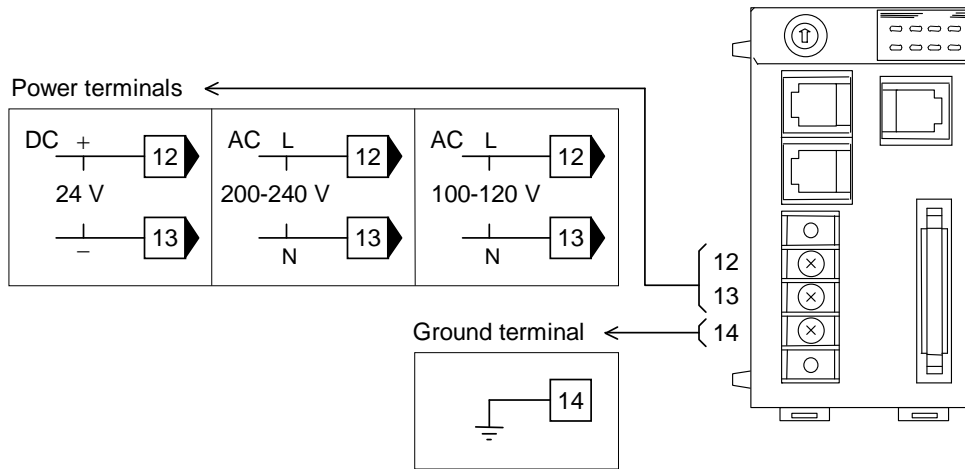 Power terminals
DC + 12
24 V
– 13
AC L 12
200-240 V
N 13
AC L 12
100-120 V
N 13
12
13
14
Ground terminal
14